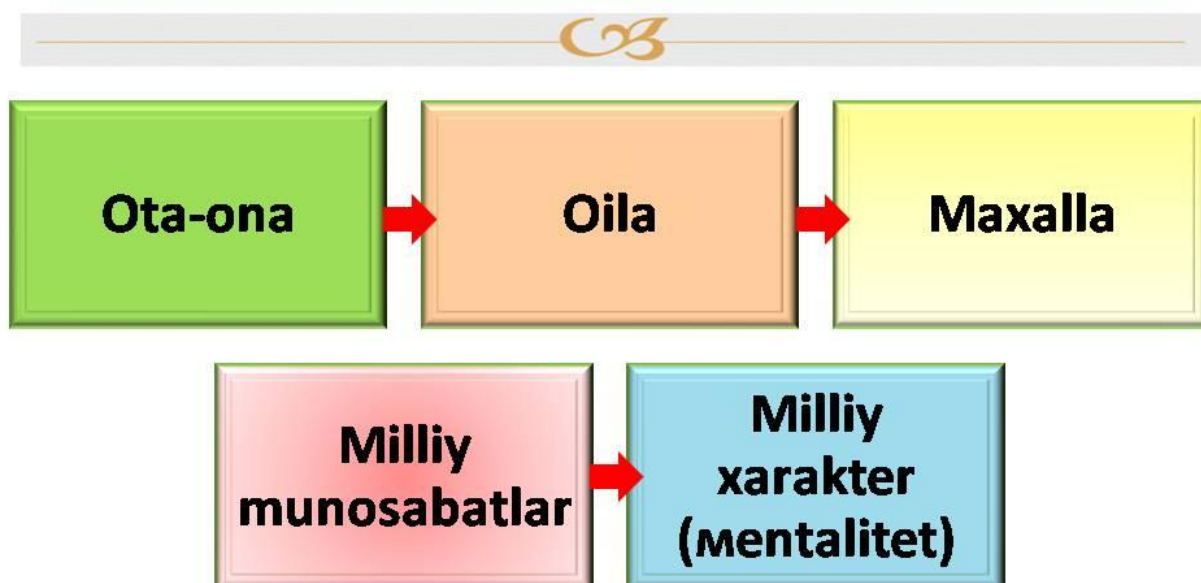 Ota-ona
Oila
Maxalla
Milliy
munosabatlar
Milliy
xarakter
(мentalitet)